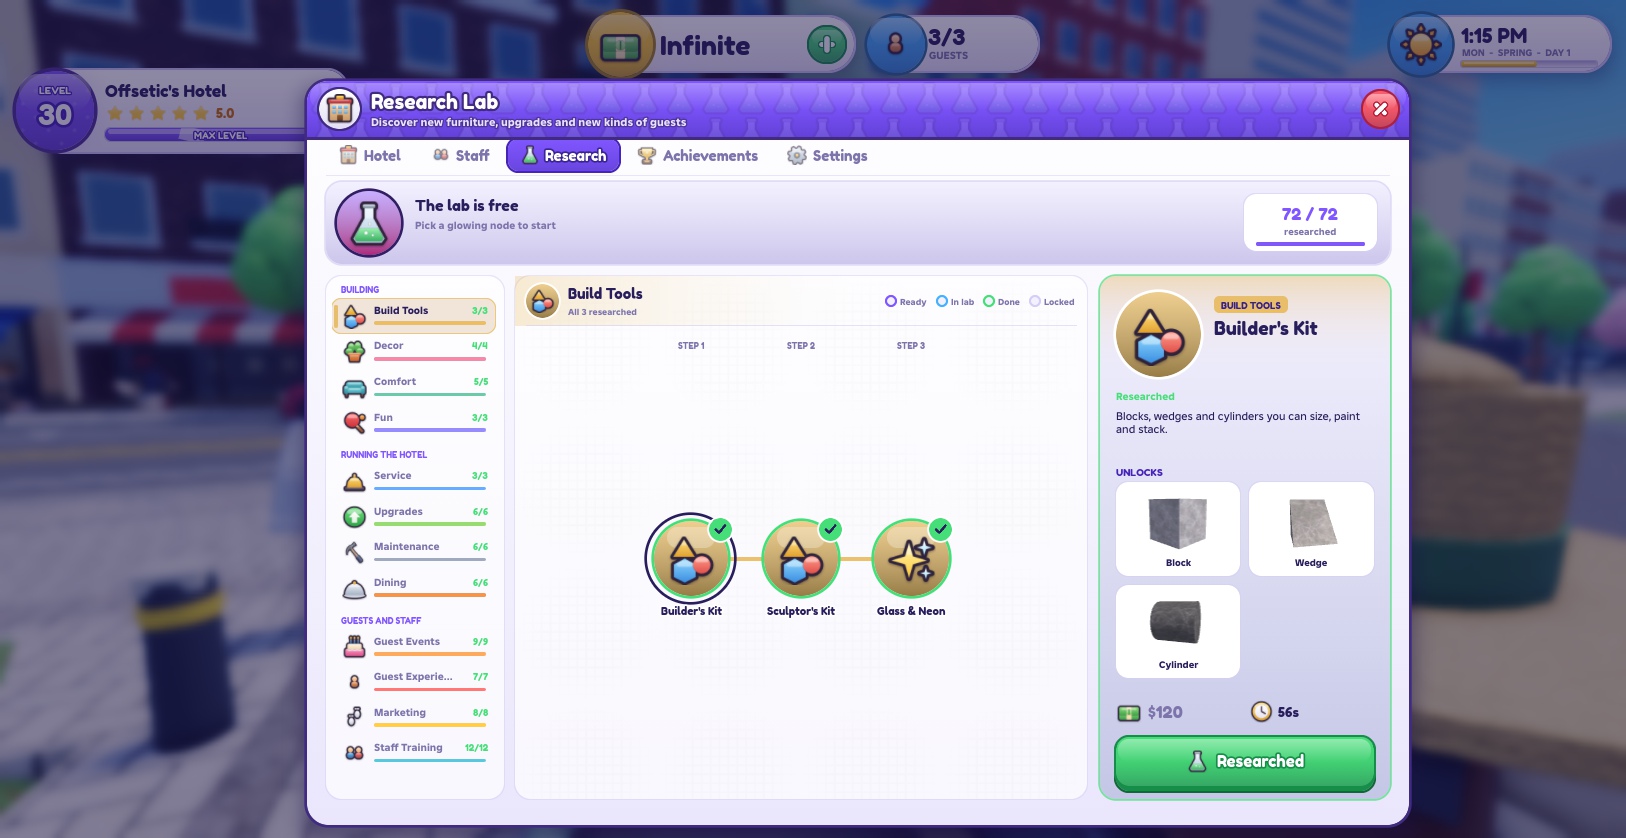 Infinite
3/3
GUESTS
1:15 PM
MON - SPRING - DAY 1
LEVEL
30
Offsetic's Hotel
5.0
MAX LEVEL
Research Lab
Discover new furniture, upgrades and new kinds of guests
Hotel
Staff
Research
Achievements
Settings
The lab is free
Pick a glowing node to start
72 / 72
researched
BUILDING
Build Tools 3/3
Decor 4/4
Comfort 5/5
Fun 3/3
RUNNING THE HOTEL
Service 3/3
Upgrades 6/6
Maintenance 6/6
Dining 6/6
GUESTS AND STAFF
Guest Events 9/9
Guest Experie... 7/7
Marketing 8/8
Staff Training 12/12
Build Tools
All 3 researched
Ready In lab Done Locked
STEP 1 STEP 2 STEP 3
Builder's Kit Sculptor's Kit Glass & Neon
BUILD TOOLS
Builder's Kit
Researched
Blocks, wedges and cylinders you can size, paint
and stack.
UNLOCKS
Block Wedge
Cylinder
$120 56s
Researched